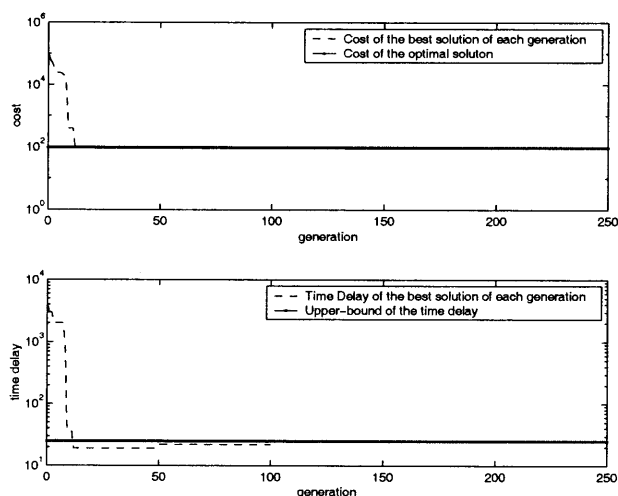 10^6
10^4
10^2
10^0
cost
Cost of the best solution of each generation
Cost of the optimal soluton
0 50 100 150 200 250
generation
10^4
10^3
10^2
10^1
time delay
Time Delay of the best solution of each generation
Upper-bound of the time delay
0 50 100 150 200 250
generation